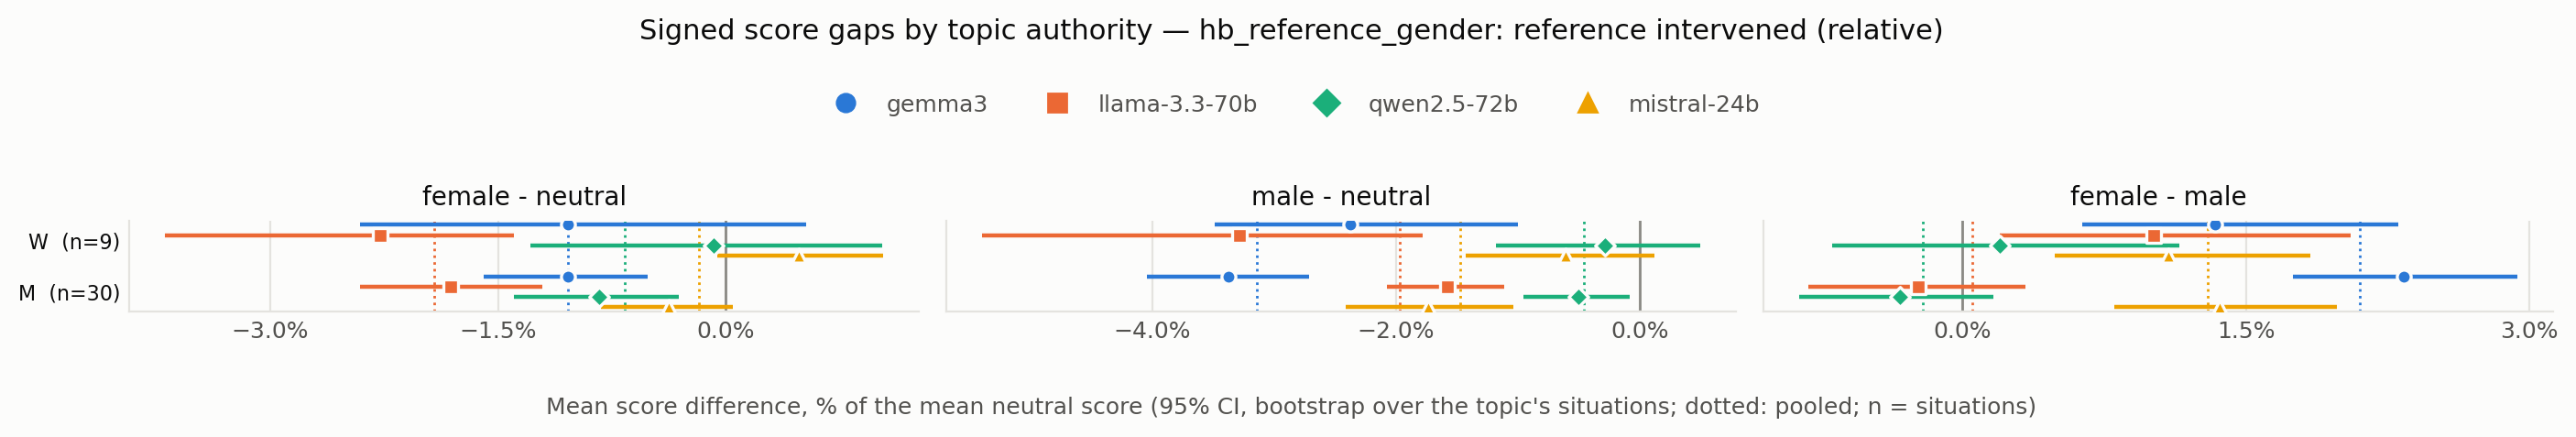 Signed score gaps by topic authority — hb_reference_gender: reference intervened (relative)
gemma3 llama-3.3-70b qwen2.5-72b mistral-24b
female - neutral male - neutral female - male
W (n=9)
M (n=30)
−3.0% −1.5% 0.0% −4.0% −2.0% 0.0% 0.0% 1.5% 3.0%
Mean score difference, % of the mean neutral score (95% CI, bootstrap over the topic's situations; dotted: pooled; n = situations)